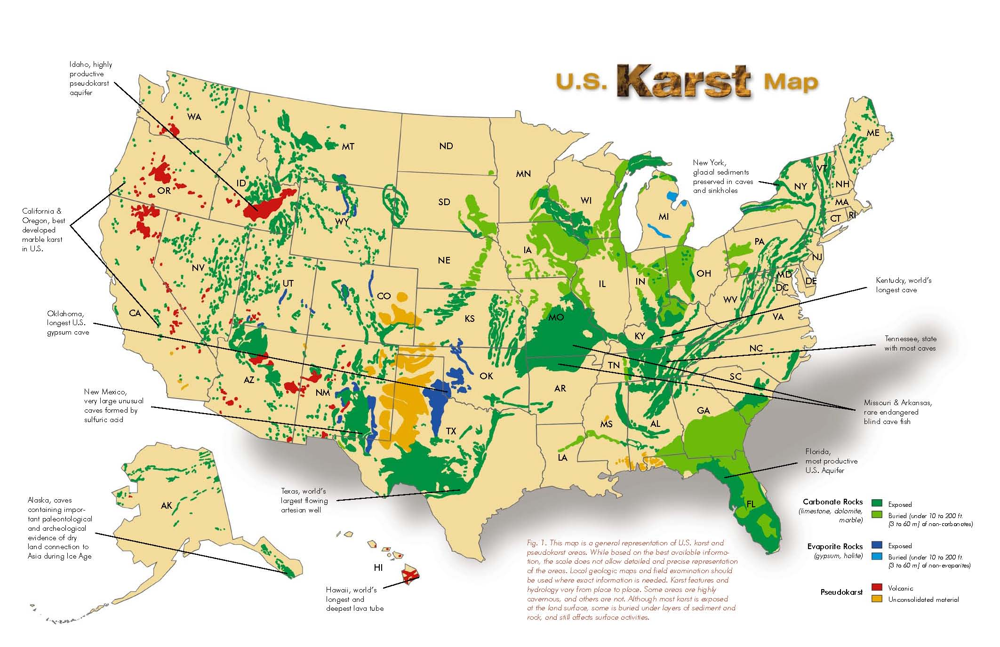 U.S. Karst Map
Idaho, highly
productive
pseudokarst
aquifer
California &
Oregon, best
developed
marble karst
in U.S.
Oklahoma,
longest U.S.
gypsum cave
New Mexico,
very large unusual
caves formed by
sulfuric acid
Alaska, caves
containing impor-
tant paleontological
and archeological
evidence of dry
land connection to
Asia during Ice Age
Texas, world's
largest flowing
artesian well
Hawaii, world's
longest and
deepest lava tube
New York,
glacial sediments
preserved in caves
and sinkholes
Kentucky, world's
longest cave
Tennessee, state
with most caves
Missouri & Arkansas,
rare endangered
blind cave fish
Florida,
most productive
U.S. Aquifer
WA
OR
CA
ID
NV
MT
WY
UT
CO
AZ
NM
ND
SD
NE
KS
OK
TX
MN
IA
MO
AR
LA
WI
IL
MI
IN
OH
KY
TN
MS
AL
GA
FL
SC
NC
VA
WV
MD
DC
DE
NJ
PA
NY
VT
NH
ME
MA
CT
RI
AK
HI
Carbonate Rocks
(limestone, dolomite,
marble)
Exposed
Buried (under 10 to 200 ft.
[3 to 60 m] of non-carbonates)
Evaporite Rocks
(gypsum, halite)
Exposed
Buried (under 10 to 200 ft.
[3 to 60 m] of non-evaporites)
Pseudokarst
Volcanic
Unconsolidated material
Fig. 1. This map is a general representation of U.S. karst and
pseudokarst areas. While based on the best available informa-
tion, the scale does not allow detailed and precise representation
of the areas. Local geologic maps and field examination should
be used where exact information is needed. Karst features and
hydrology vary from place to place. Some areas are highly
cavernous, and others are not. Although most karst is exposed
at the land surface, some is buried under layers of sediment and
rock, and still affects surface activities.